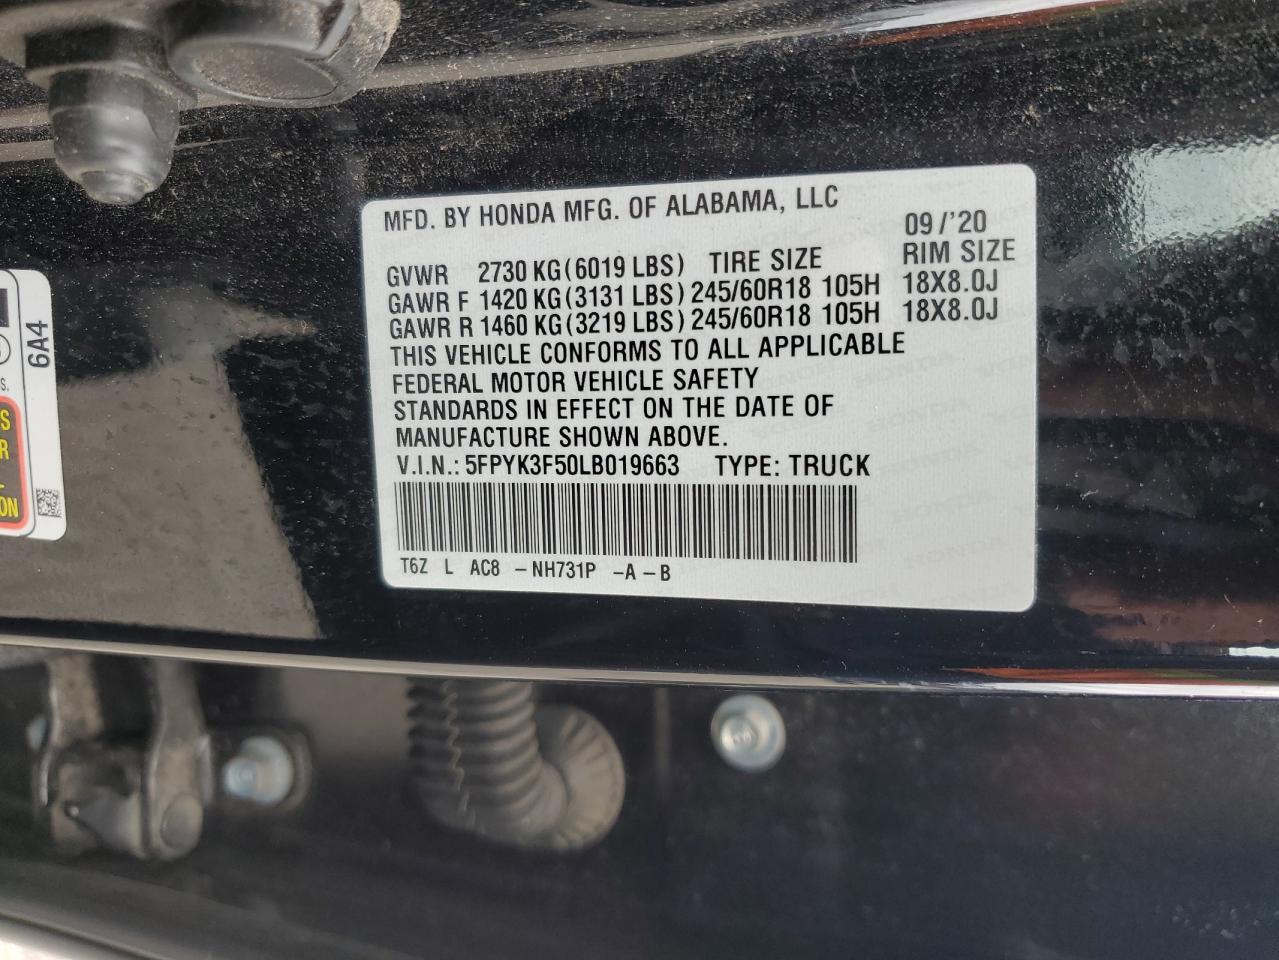 MFD. BY HONDA MFG. OF ALABAMA, LLC
09/'20
GVWR 2730 KG(6019 LBS) TIRE SIZE RIM SIZE
GAWR F 1420 KG(3131 LBS) 245/60R18 105H 18X8.0J
GAWR R 1460 KG(3219 LBS) 245/60R18 105H 18X8.0J
THIS VEHICLE CONFORMS TO ALL APPLICABLE
FEDERAL MOTOR VEHICLE SAFETY
STANDARDS IN EFFECT ON THE DATE OF
MANUFACTURE SHOWN ABOVE.
V.I.N.: 5FPYK3F50LB019663 TYPE: TRUCK
T6Z L AC8 -NH731P -A-B
6A4